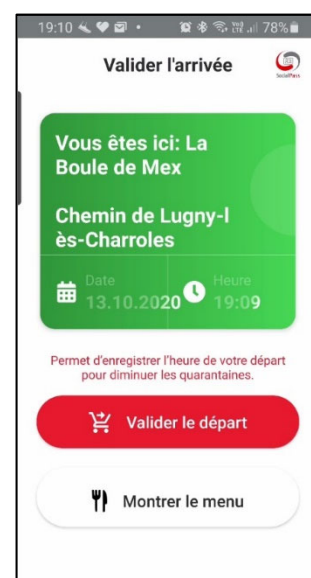 19:10
78%
Valider l'arrivée
SocialPass
Vous êtes ici: La
Boule de Mex
Chemin de Lugny-l
ès-Charroles
Date
13.10.2020
Heure
19:09
Permet d'enregistrer l'heure de votre départ
pour diminuer les quarantaines.
Valider le départ
Montrer le menu